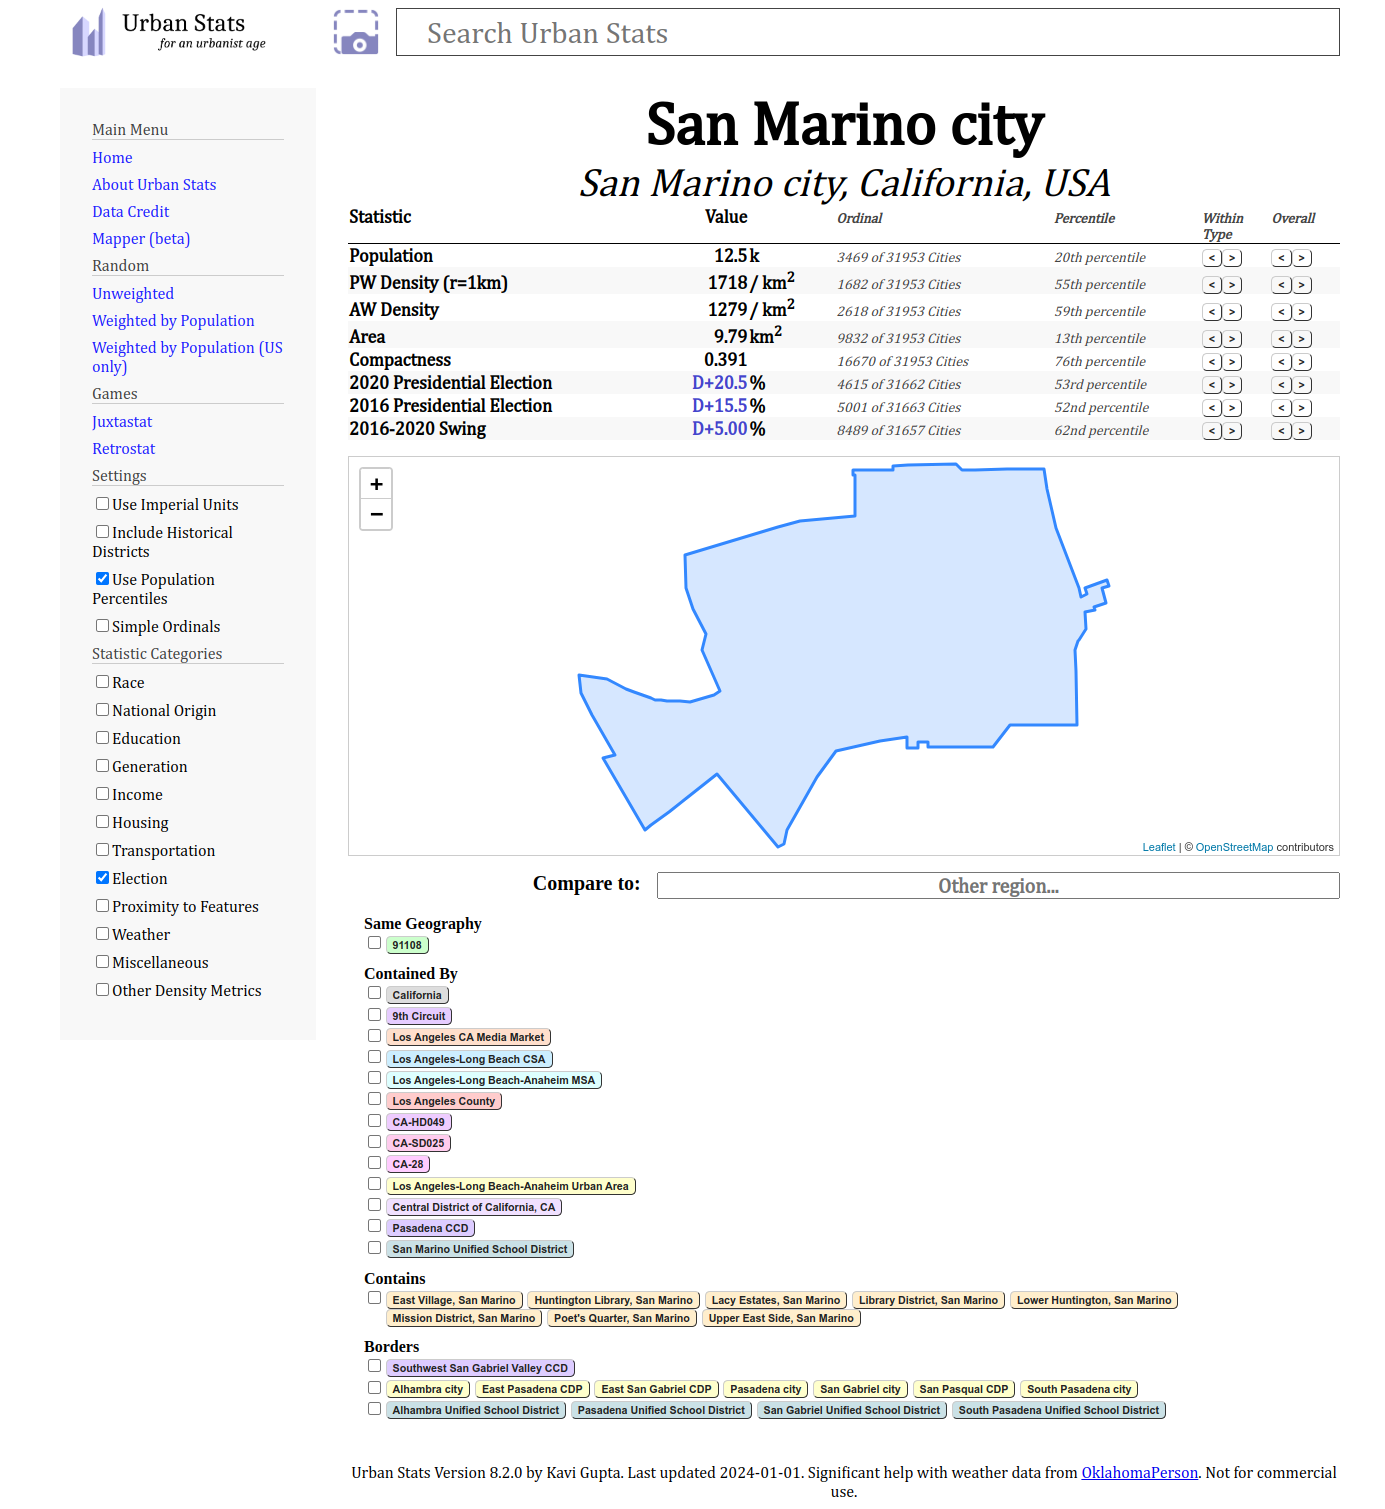 Urban Stats
for an urbanist age
Search Urban Stats
Main Menu
Home
About Urban Stats
Data Credit
Mapper (beta)
Random
Unweighted
Weighted by Population
Weighted by Population (US
only)
Games
Juxtastat
Retrostat
Settings
Use Imperial Units
Include Historical
Districts
Use Population
Percentiles
Simple Ordinals
Statistic Categories
Race
National Origin
Education
Generation
Income
Housing
Transportation
Election
Proximity to Features
Weather
Miscellaneous
Other Density Metrics
San Marino city
San Marino city, California, USA
Statistic Value Ordinal Percentile Within Type Overall
Population 12.5 k 3469 of 31953 Cities 20th percentile < > < >
PW Density (r=1km) 1718 / km² 1682 of 31953 Cities 55th percentile < > < >
AW Density 1279 / km² 2618 of 31953 Cities 59th percentile < > < >
Area 9.79 km² 9832 of 31953 Cities 13th percentile < > < >
Compactness 0.391 16670 of 31953 Cities 76th percentile < > < >
2020 Presidential Election D+20.5 % 4615 of 31662 Cities 53rd percentile < > < >
2016 Presidential Election D+15.5 % 5001 of 31663 Cities 52nd percentile < > < >
2016-2020 Swing D+5.00 % 8489 of 31657 Cities 62nd percentile < > < >
+
−
Leaflet | © OpenStreetMap contributors
Compare to: Other region...
Same Geography
91108
Contained By
California
9th Circuit
Los Angeles CA Media Market
Los Angeles-Long Beach CSA
Los Angeles-Long Beach-Anaheim MSA
Los Angeles County
CA-HD049
CA-SD025
CA-28
Los Angeles-Long Beach-Anaheim Urban Area
Central District of California, CA
Pasadena CCD
San Marino Unified School District
Contains
East Village, San Marino Huntington Library, San Marino Lacy Estates, San Marino Library District, San Marino Lower Huntington, San Marino
Mission District, San Marino Poet's Quarter, San Marino Upper East Side, San Marino
Borders
Southwest San Gabriel Valley CCD
Alhambra city East Pasadena CDP East San Gabriel CDP Pasadena city San Gabriel city San Pasqual CDP South Pasadena city
Alhambra Unified School District Pasadena Unified School District San Gabriel Unified School District South Pasadena Unified School District
Urban Stats Version 8.2.0 by Kavi Gupta. Last updated 2024-01-01. Significant help with weather data from OklahomaPerson. Not for commercial
use.